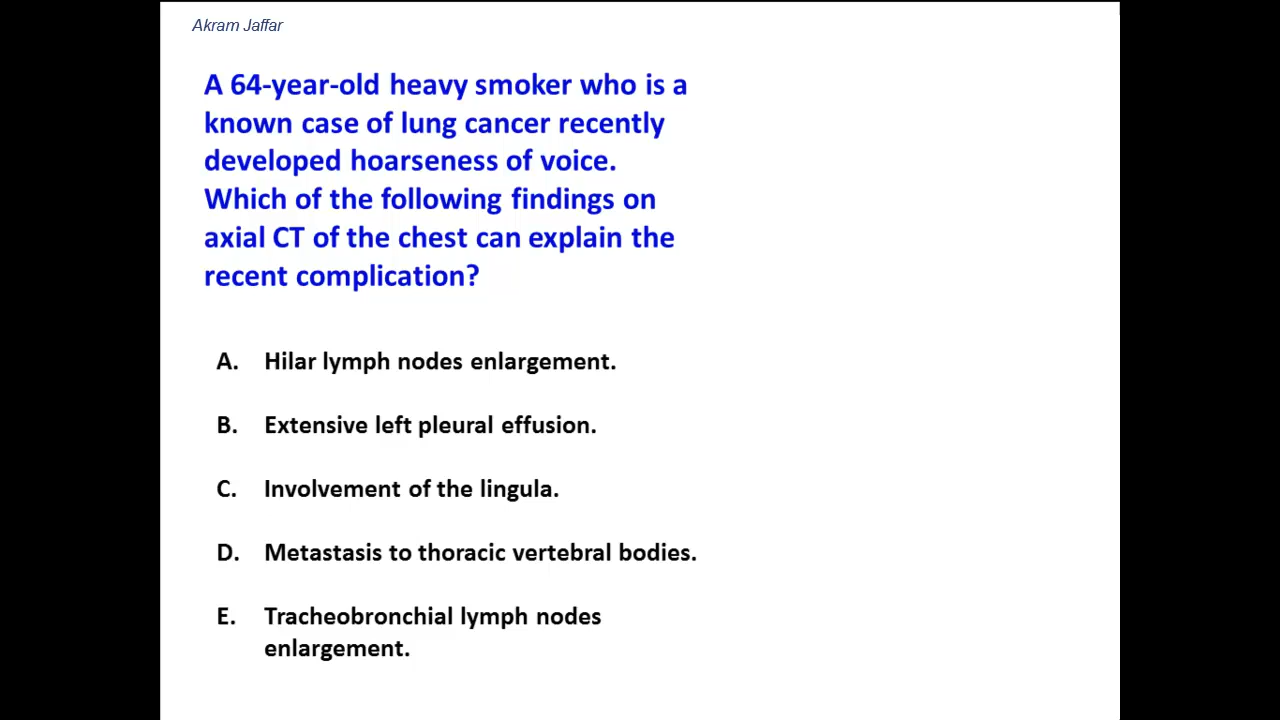 Akram Jaffar
A 64-year-old heavy smoker who is a
known case of lung cancer recently
developed hoarseness of voice.
Which of the following findings on
axial CT of the chest can explain the
recent complication?
A. Hilar lymph nodes enlargement.
B. Extensive left pleural effusion.
C. Involvement of the lingula.
D. Metastasis to thoracic vertebral bodies.
E. Tracheobronchial lymph nodes
enlargement.